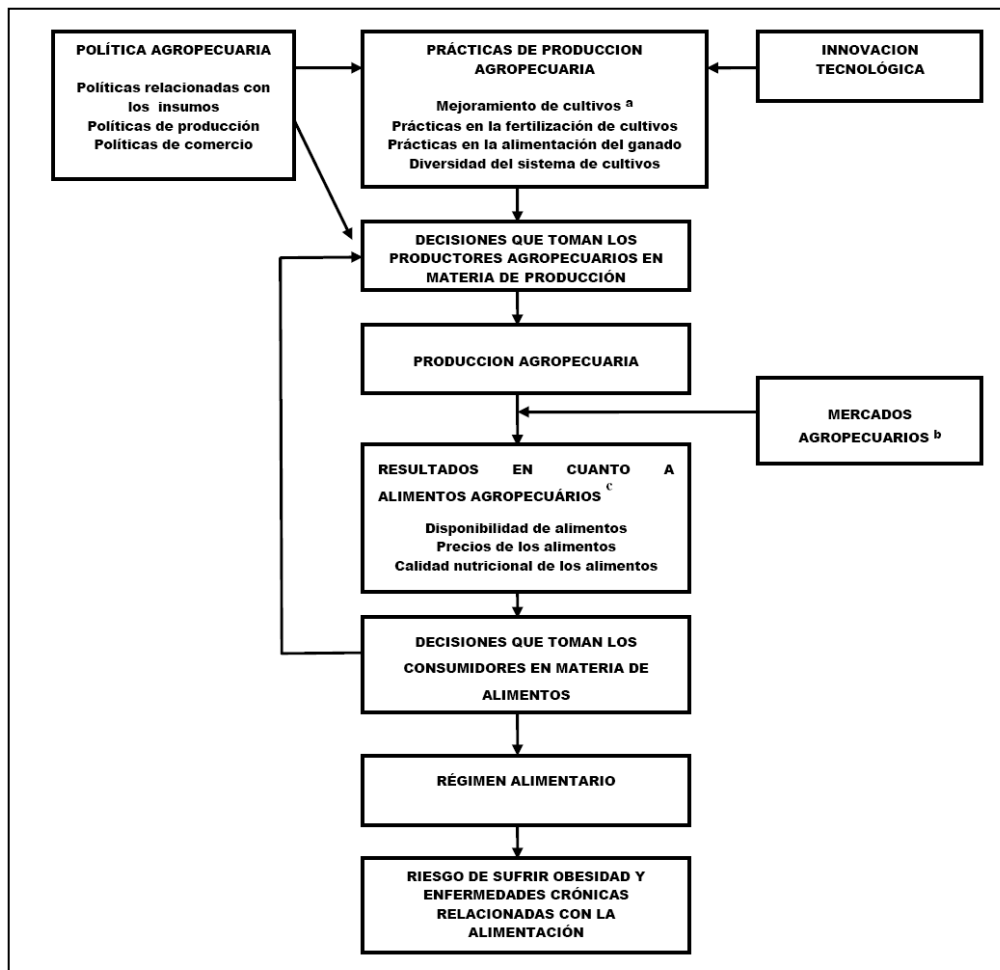 POLÍTICA AGROPECUARIA
Políticas relacionadas con
los insumos
Políticas de producción
Políticas de comercio
PRÁCTICAS DE PRODUCCION
AGROPECUARIA
Mejoramiento de cultivos a
Prácticas en la fertilización de cultivos
Prácticas en la alimentación del ganado
Diversidad del sistema de cultivos
INNOVACION
TECNOLÓGICA
DECISIONES QUE TOMAN LOS
PRODUCTORES AGROPECUARIOS EN
MATERIA DE PRODUCCIÓN
PRODUCCION AGROPECUARIA
MERCADOS
AGROPECUARIOS b
RESULTADOS EN CUANTO A
ALIMENTOS AGROPECUÁRIOS c
Disponibilidad de alimentos
Precios de los alimentos
Calidad nutricional de los alimentos
DECISIONES QUE TOMAN LOS
CONSUMIDORES EN MATERIA DE
ALIMENTOS
RÉGIMEN ALIMENTARIO
RIESGO DE SUFRIR OBESIDAD Y
ENFERMEDADES CRÓNICAS
RELACIONADAS CON LA
ALIMENTACIÓN